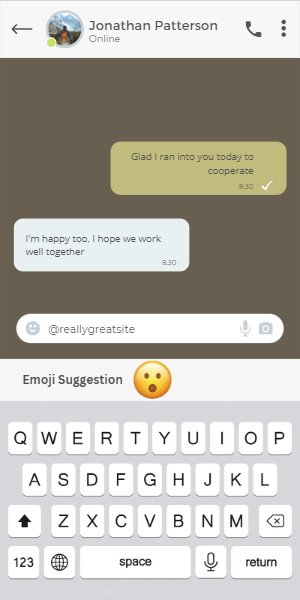 Jonathan Patterson
Online
Glad I ran into you today to
cooperate
8.30
I'm happy too, I hope we work
well together
8.30
@reallygreatsite
Emoji Suggestion
Q W E R T Y U I O P
A S D F G H J K L
Z X C V B N M
123 space return